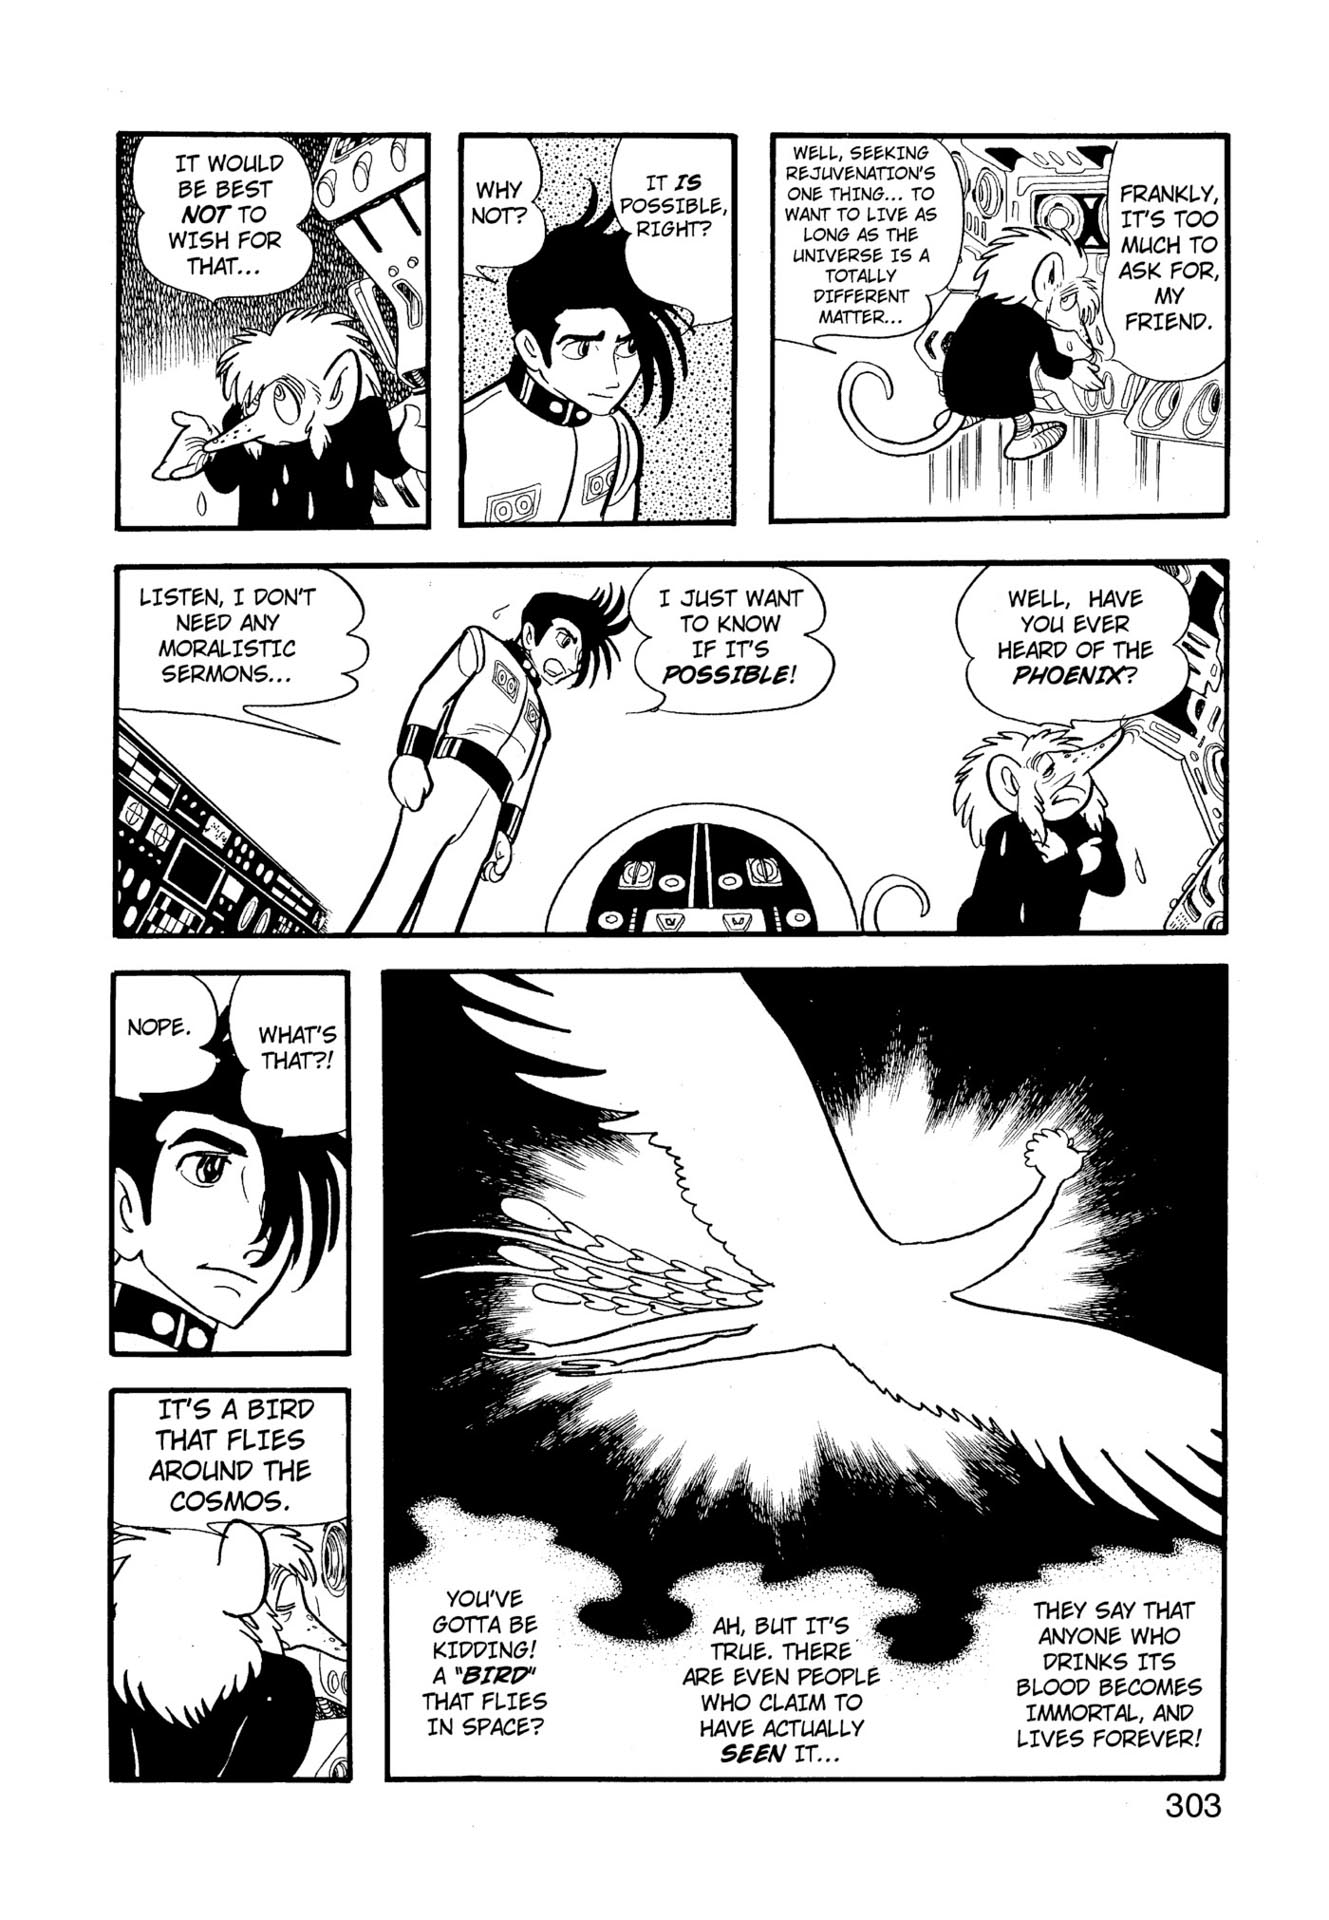 IT WOULD
BE BEST
NOT TO
WISH FOR
THAT...
WHY
NOT?
IT IS
POSSIBLE,
RIGHT?
WELL, SEEKING
REJUVENATION'S
ONE THING... TO
WANT TO LIVE AS
LONG AS THE
UNIVERSE IS A
TOTALLY
DIFFERENT
MATTER...
FRANKLY,
IT'S TOO
MUCH TO
ASK FOR,
MY
FRIEND.
LISTEN, I DON'T
NEED ANY
MORALISTIC
SERMONS...
I JUST WANT
TO KNOW
IF IT'S
POSSIBLE!
WELL, HAVE
YOU EVER
HEARD OF THE
PHOENIX?
NOPE.
WHAT'S
THAT?!
IT'S A BIRD
THAT FLIES
AROUND THE
COSMOS.
YOU'VE
GOTTA BE
KIDDING!
A "BIRD"
THAT FLIES
IN SPACE?
AH, BUT IT'S
TRUE. THERE
ARE EVEN PEOPLE
WHO CLAIM TO
HAVE ACTUALLY
SEEN IT...
THEY SAY THAT
ANYONE WHO
DRINKS ITS
BLOOD BECOMES
IMMORTAL, AND
LIVES FOREVER!
303